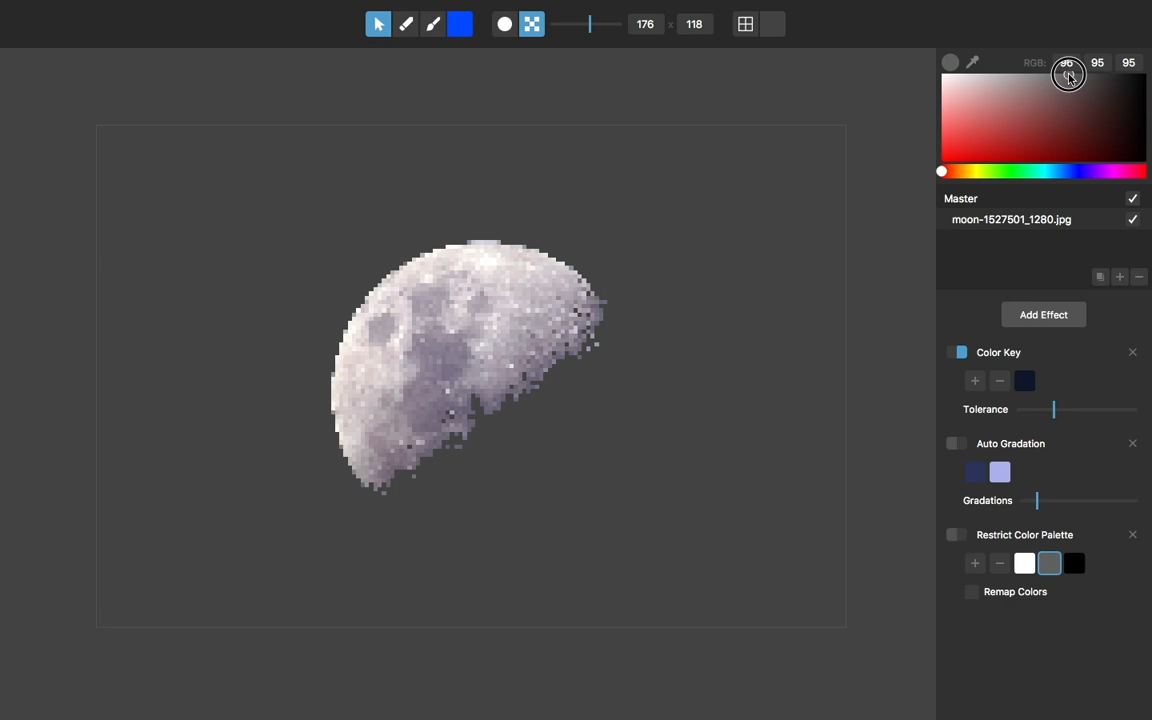 176 x 118
RGB: 96 95 95
Master
moon-1527501_1280.jpg
Add Effect
Color Key
Tolerance
Auto Gradation
Gradations
Restrict Color Palette
Remap Colors